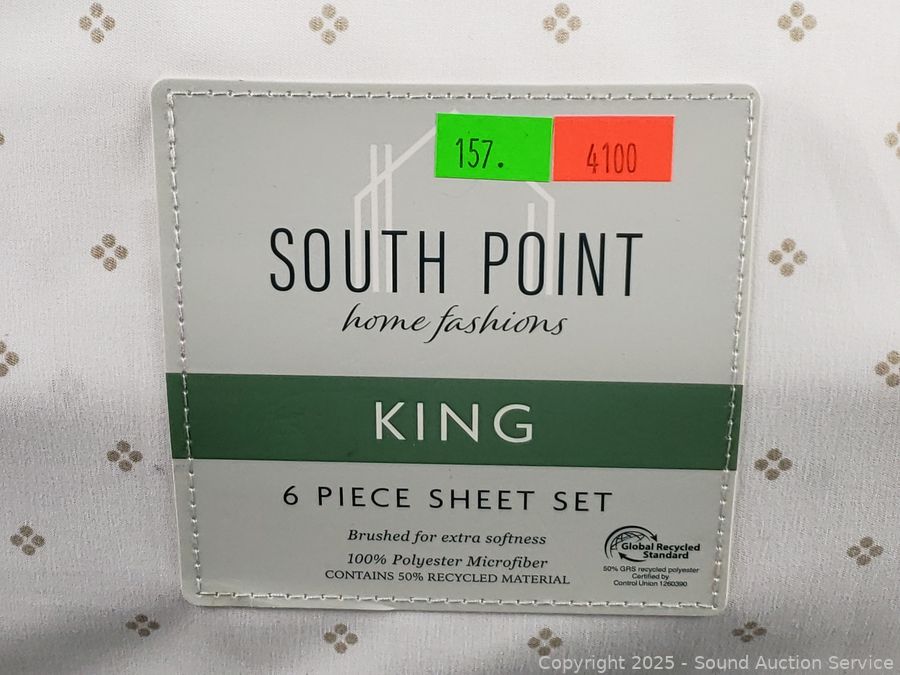 157.
4100
SOUTH POINT
home fashions
KING
6 PIECE SHEET SET
Brushed for extra softness
100% Polyester Microfiber
CONTAINS 50% RECYCLED MATERIAL
Global Recycled
Standard
50% GRS recycled polyester
Certified by
Control Union 1260390
Copyright 2025 - Sound Auction Service